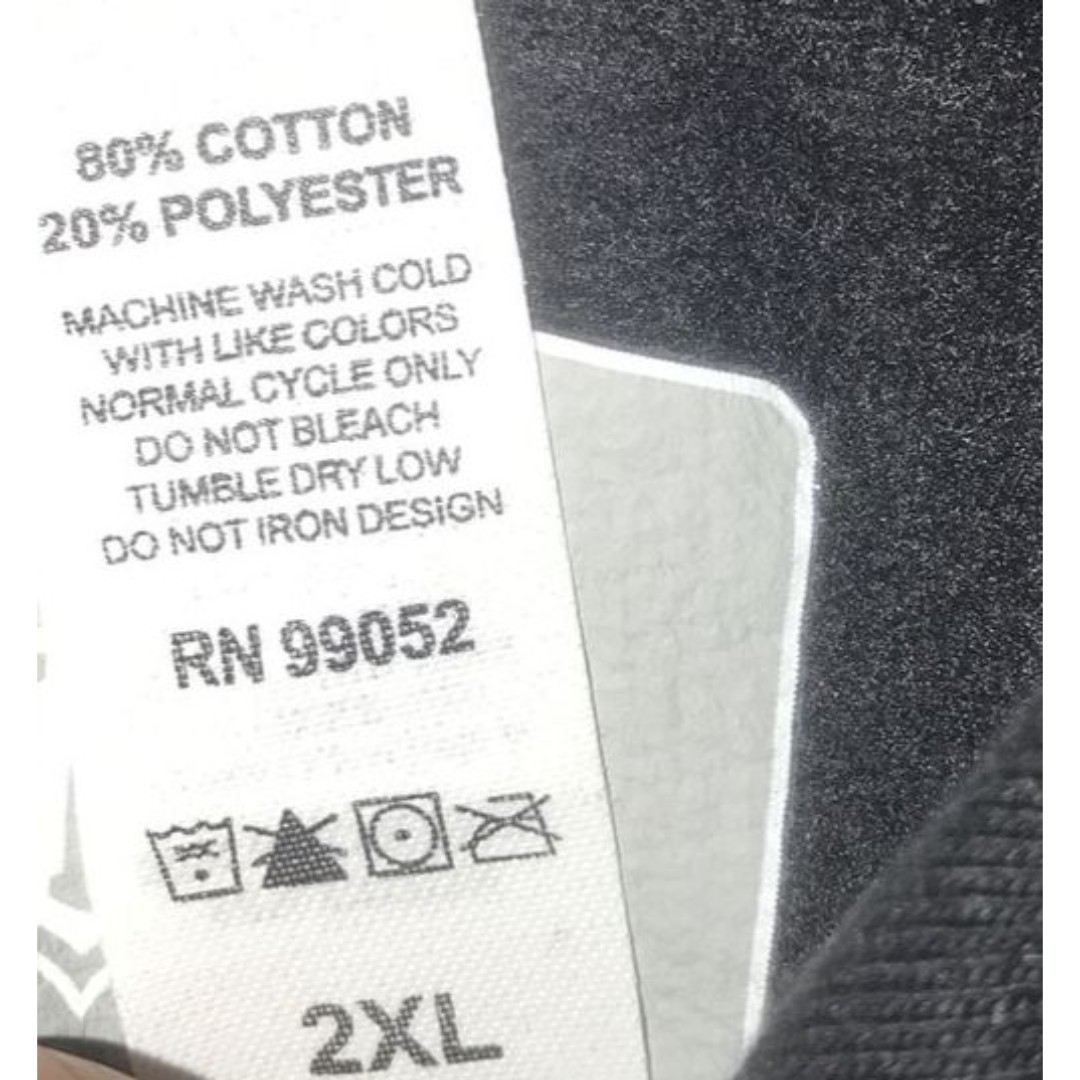 80% COTTON
20% POLYESTER
MACHINE WASH COLD
WITH LIKE COLORS
NORMAL CYCLE ONLY
DO NOT BLEACH
TUMBLE DRY LOW
DO NOT IRON DESIGN
RN 99052
2XL